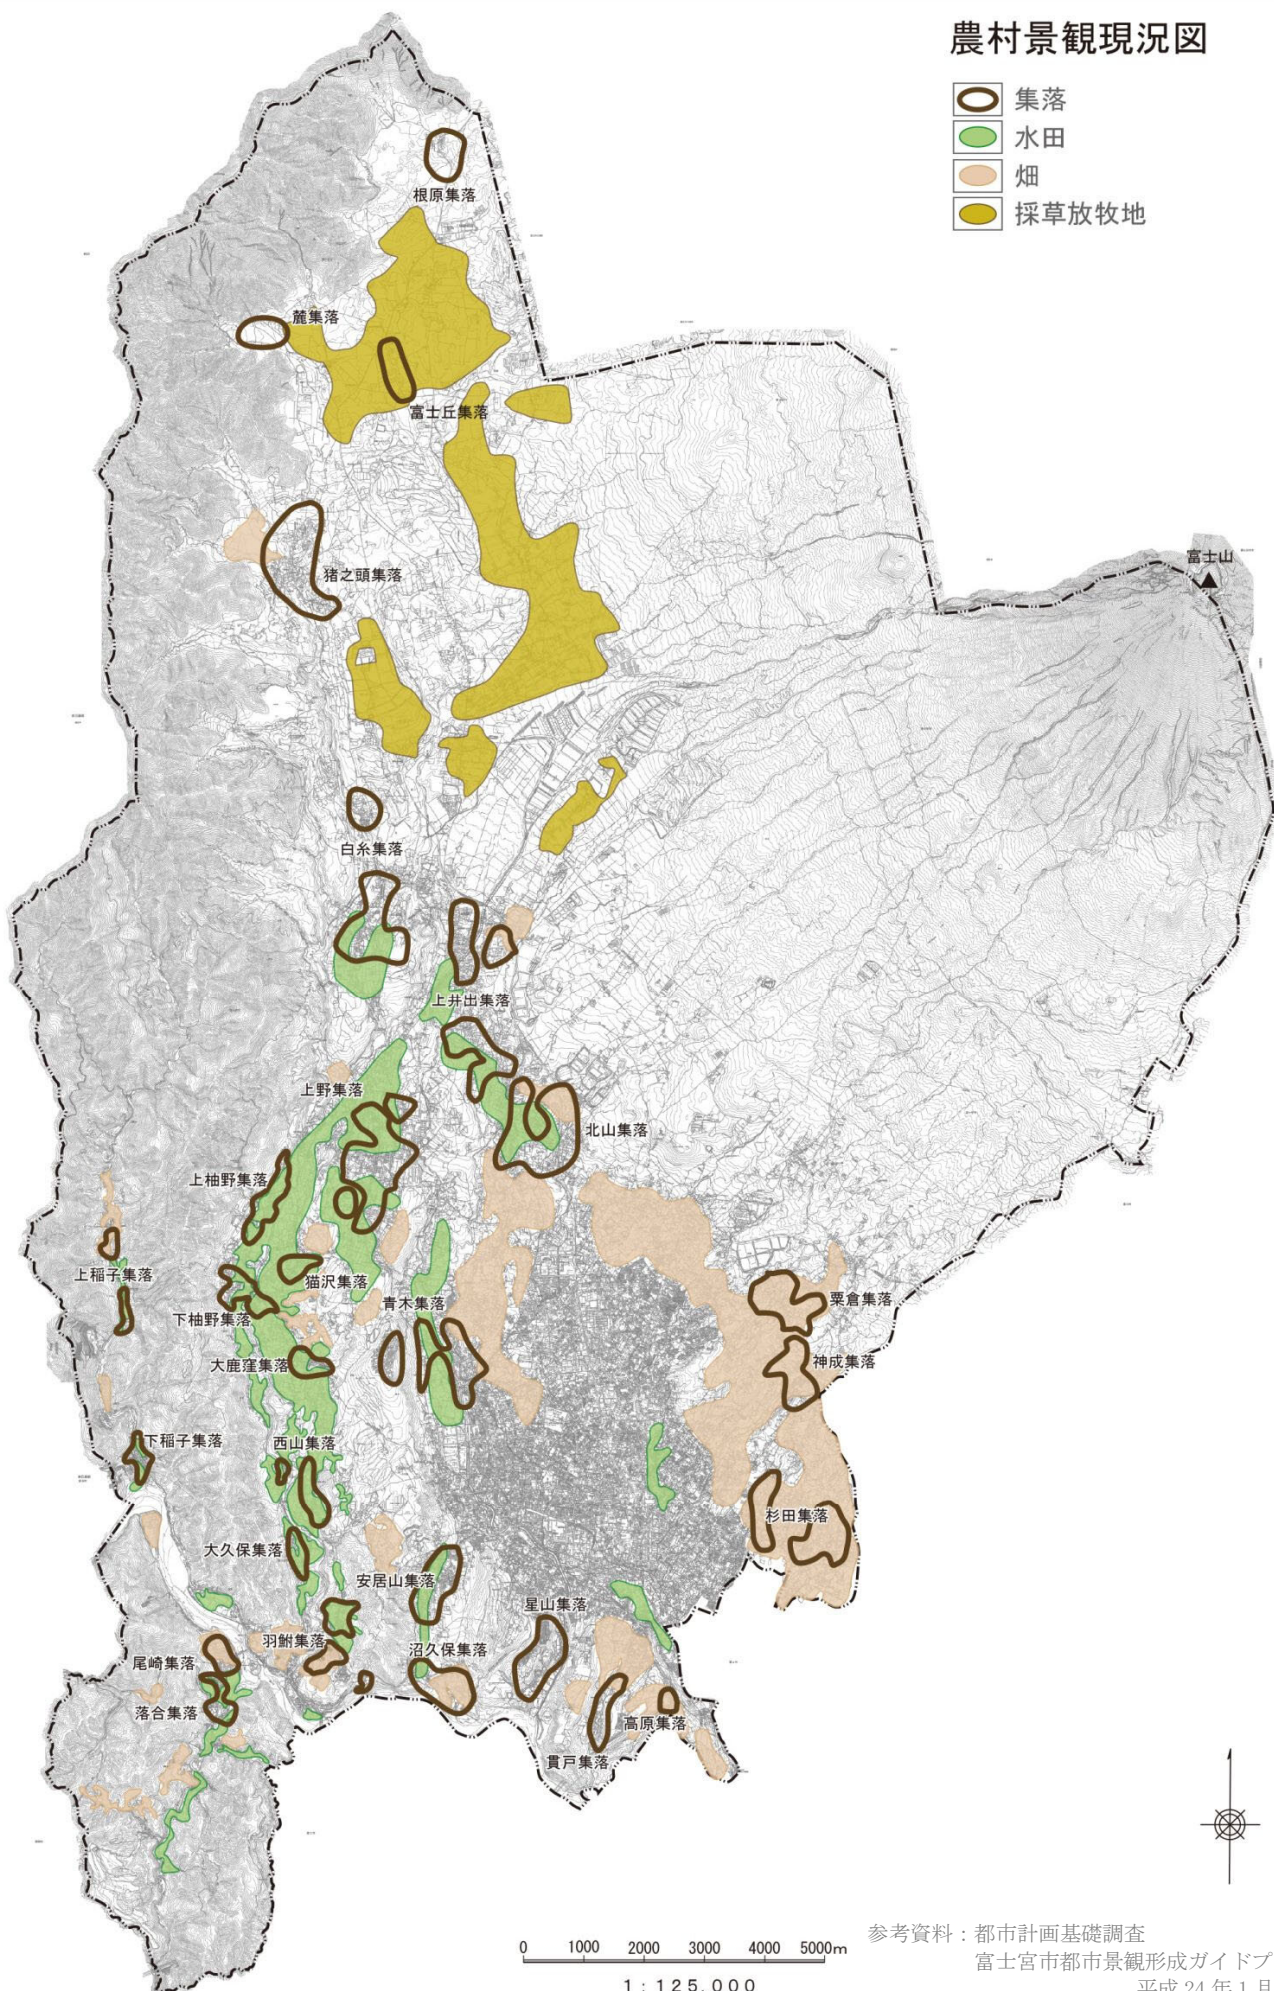 農村景観現況図
集落
水田
畑
採草放牧地
根原集落
麓集落
富士丘集落
猪之頭集落
富士山
白糸集落
上井出集落
上野集落
北山集落
上柚野集落
上稲子集落
猫沢集落
粟倉集落
下柚野集落
青木集落
大鹿窪集落
神成集落
下稲子集落
西山集落
杉田集落
大久保集落
安居山集落
星山集落
羽鮒集落
沼久保集落
尾崎集落
落合集落
高原集落
貫戸集落
参考資料：都市計画基礎調査
富士宮市都市景観形成ガイドプ
平成 24 年 1 月
0 1000 2000 3000 4000 5000m
1：125,000